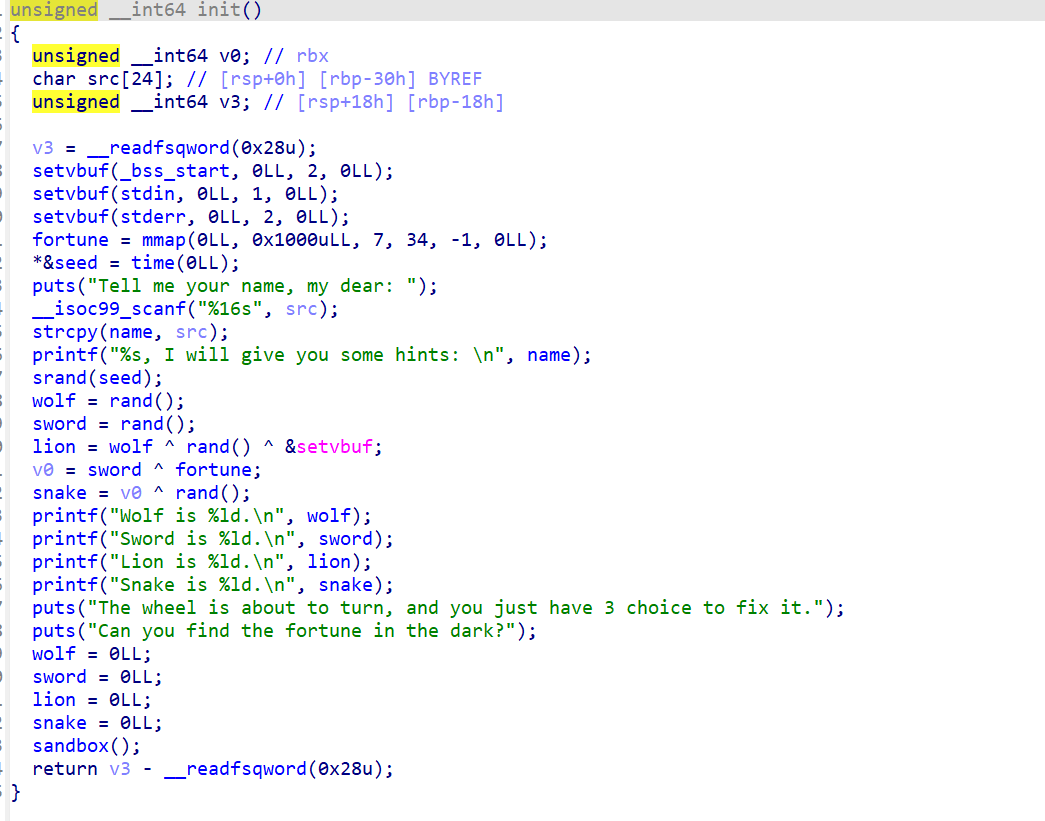 unsigned __int64 init()
{
unsigned __int64 v0; // rbx
char src[24]; // [rsp+0h] [rbp-30h] BYREF
unsigned __int64 v3; // [rsp+18h] [rbp-18h]
v3 = __readfsqword(0x28u);
setvbuf(_bss_start, 0LL, 2, 0LL);
setvbuf(stdin, 0LL, 1, 0LL);
setvbuf(stderr, 0LL, 2, 0LL);
fortune = mmap(0LL, 0x1000uLL, 7, 34, -1, 0LL);
*&seed = time(0LL);
puts("Tell me your name, my dear: ");
__isoc99_scanf("%16s", src);
strcpy(name, src);
printf("%s, I will give you some hints: \n", name);
srand(seed);
wolf = rand();
sword = rand();
lion = wolf ^ rand() ^ &setvbuf;
v0 = sword ^ fortune;
snake = v0 ^ rand();
printf("Wolf is %ld.\n", wolf);
printf("Sword is %ld.\n", sword);
printf("Lion is %ld.\n", lion);
printf("Snake is %ld.\n", snake);
puts("The wheel is about to turn, and you just have 3 choice to fix it.");
puts("Can you find the fortune in the dark?");
wolf = 0LL;
sword = 0LL;
lion = 0LL;
snake = 0LL;
sandbox();
return v3 - __readfsqword(0x28u);
}